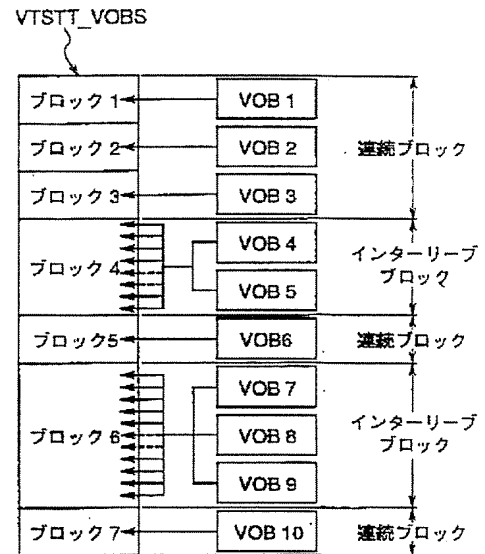 VTSTT_VOBS
ブロック1
VOB 1
ブロック2
VOB 2
連続ブロック
ブロック3
VOB 3
ブロック4
VOB 4
VOB 5
インターリーブ
ブロック
ブロック5
VOB6
連続ブロック
ブロック6
VOB 7
VOB 8
VOB 9
インターリーブ
ブロック
ブロック7
VOB 10
連続ブロック